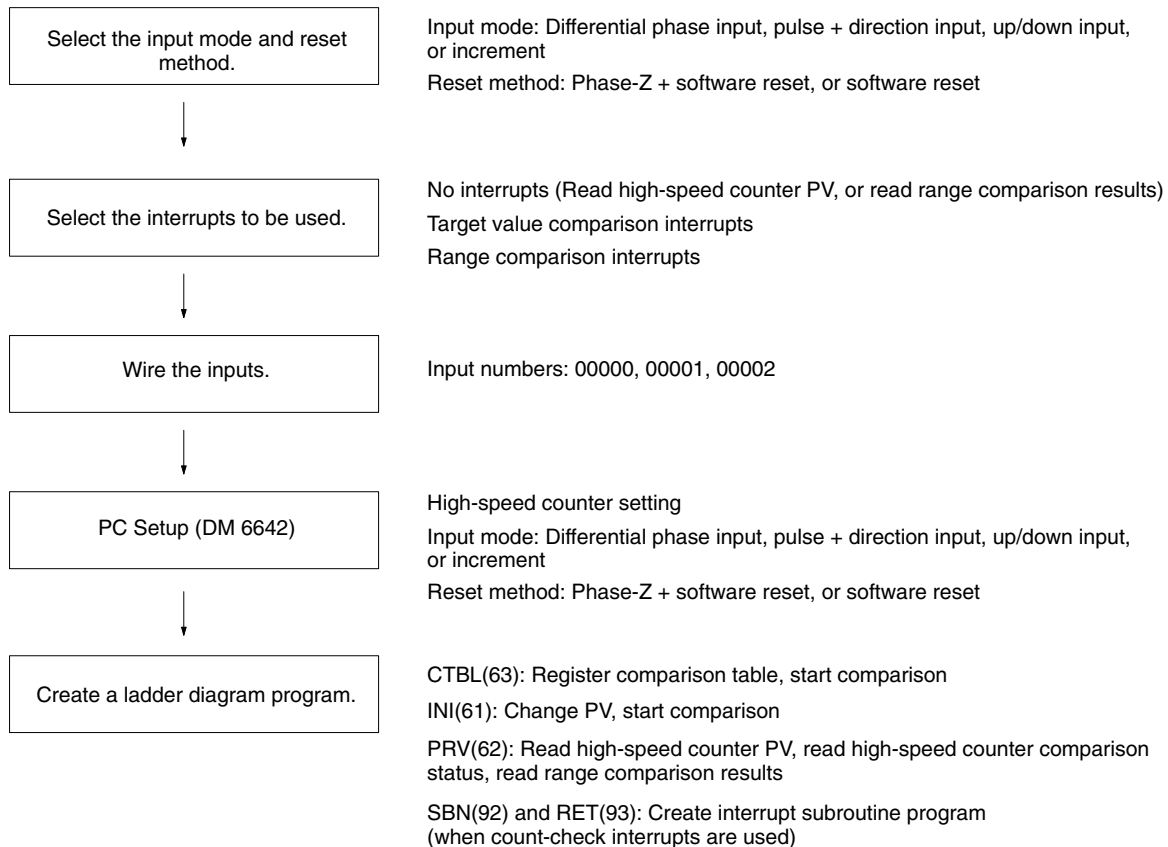 Select the input mode and reset
method.
Input mode: Differential phase input, pulse + direction input, up/down input,
or increment
Reset method: Phase-Z + software reset, or software reset
Select the interrupts to be used.
No interrupts (Read high-speed counter PV, or read range comparison results)
Target value comparison interrupts
Range comparison interrupts
Wire the inputs.
Input numbers: 00000, 00001, 00002
PC Setup (DM 6642)
High-speed counter setting
Input mode: Differential phase input, pulse + direction input, up/down input,
or increment
Reset method: Phase-Z + software reset, or software reset
Create a ladder diagram program.
CTBL(63): Register comparison table, start comparison
INI(61): Change PV, start comparison
PRV(62): Read high-speed counter PV, read high-speed counter comparison
status, read range comparison results
SBN(92) and RET(93): Create interrupt subroutine program
(when count-check interrupts are used)